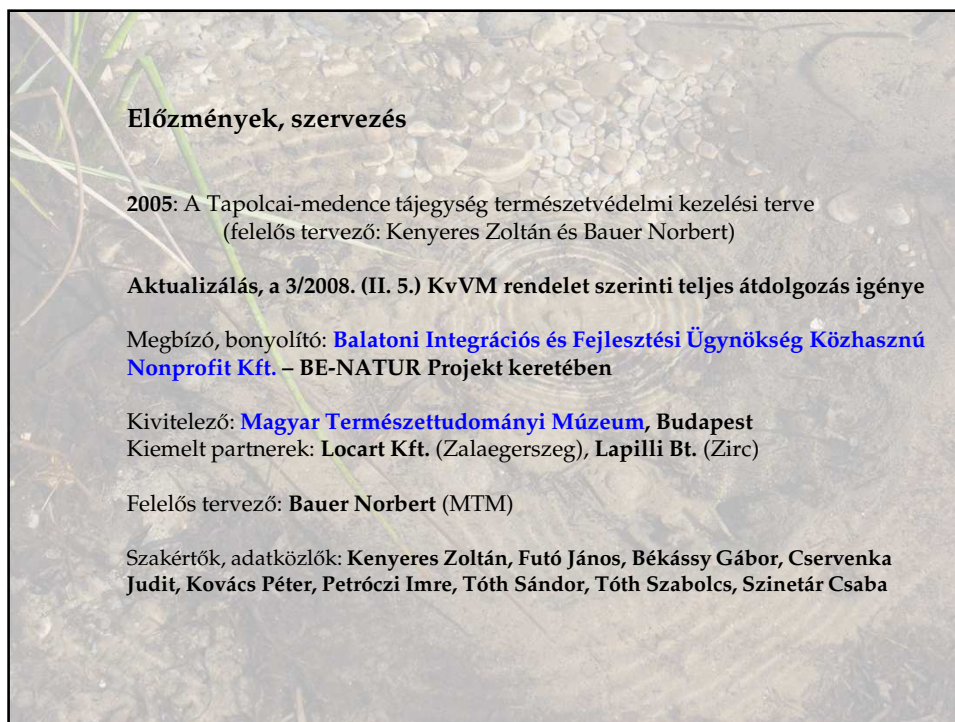 Előzmények, szervezés
2005: A Tapolcai-medence tájegység természetvédelmi kezelési terve
(felelős tervező: Kenyeres Zoltán és Bauer Norbert)
Aktualizálás, a 3/2008. (II. 5.) KvVM rendelet szerinti teljes átdolgozás igénye
Megbízó, bonyolító: Balatoni Integrációs és Fejlesztési Ügynökség Közhasznú
Nonprofit Kft. – BE-NATUR Projekt keretében
Kivitelező: Magyar Természettudományi Múzeum, Budapest
Kiemelt partnerek: Locart Kft. (Zalaegerszeg), Lapilli Bt. (Zirc)
Felelős tervező: Bauer Norbert (MTM)
Szakértők, adatközlők: Kenyeres Zoltán, Futó János, Békássy Gábor, Cservenka
Judit, Kovács Péter, Petróczi Imre, Tóth Sándor, Tóth Szabolcs, Szinetár Csaba